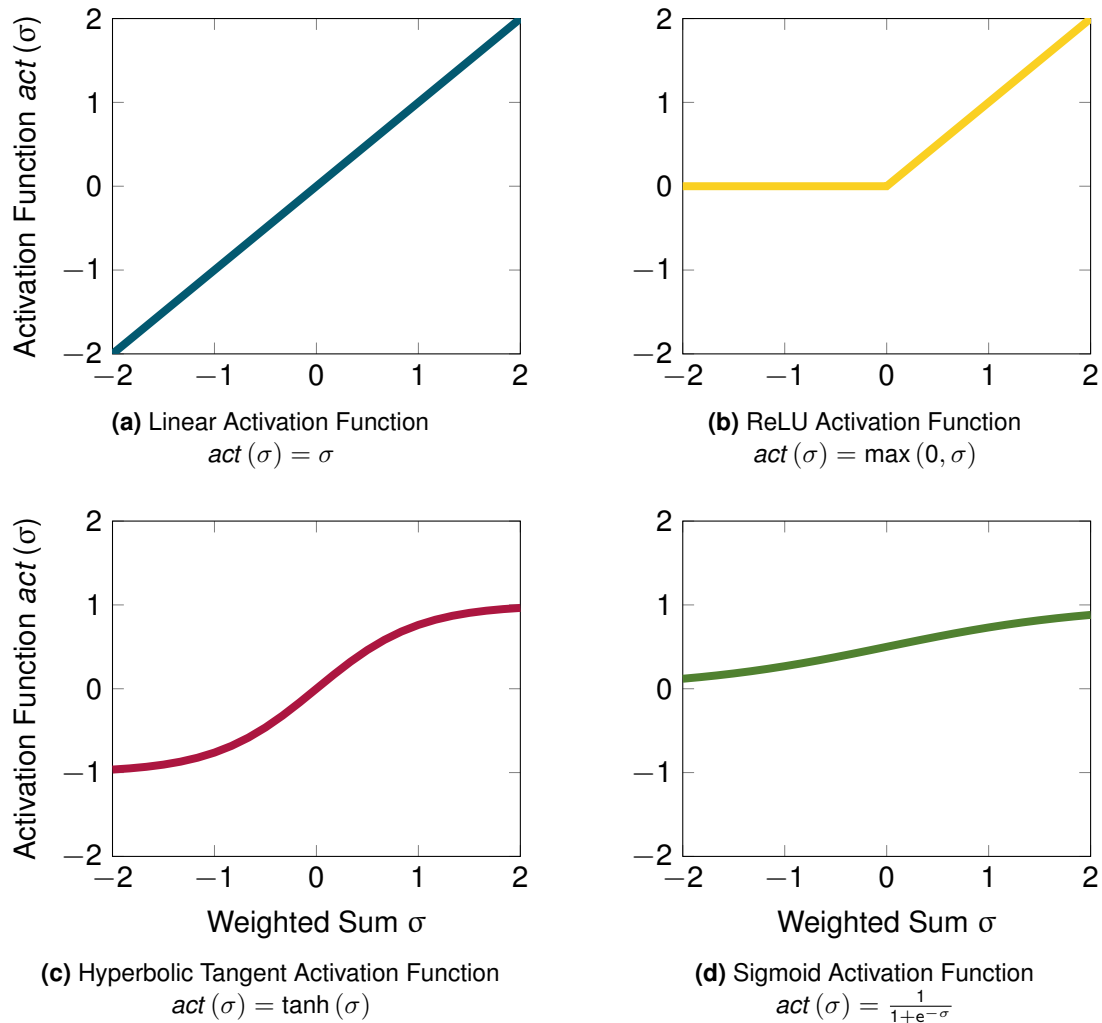 Activation Function act (σ)
2
1
0
−1
−2
−2 −1 0 1 2
(a) Linear Activation Function
act (σ) = σ
2
1
0
−1
−2
−2 −1 0 1 2
(b) ReLU Activation Function
act (σ) = max (0, σ)
Activation Function act (σ)
2
1
0
−1
−2
−2 −1 0 1 2
Weighted Sum σ
(c) Hyperbolic Tangent Activation Function
act (σ) = tanh (σ)
2
1
0
−1
−2
−2 −1 0 1 2
Weighted Sum σ
(d) Sigmoid Activation Function
act (σ) = 1/(1+e^{−σ})